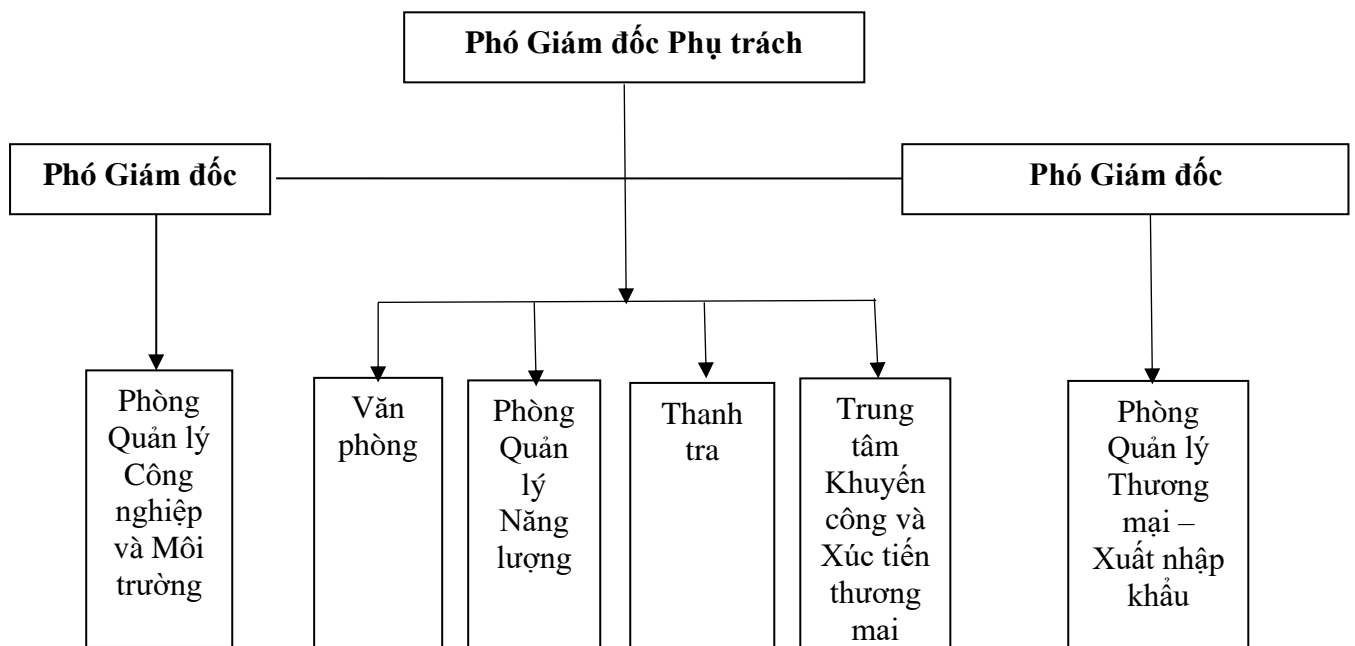 Phó Giám đốc Phụ trách
Phó Giám đốc
Phó Giám đốc
Phòng
Quản lý
Công
nghiệp
và Môi
trường
Văn
phòng
Phòng
Quản
lý
Năng
lượng
Thanh
tra
Trung
tâm
Khuyến
công và
Xúc tiến
thương
mai
Phòng
Quản lý
Thương
mại –
Xuất nhập
khẩu